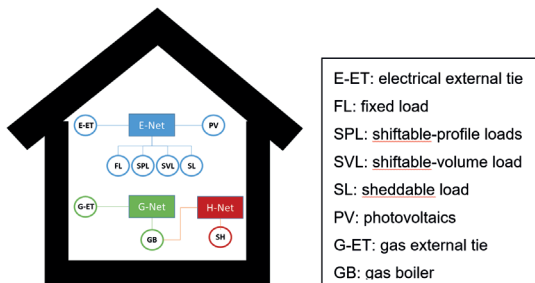 E-ET
E-Net
PV
FL
SPL
SVL
SL
G-ET
G-Net
H-Net
GB
SH
E-ET: electrical external tie
FL: fixed load
SPL: shiftable-profile loads
SVL: shiftable-volume load
SL: sheddable load
PV: photovoltaics
G-ET: gas external tie
GB: gas boiler